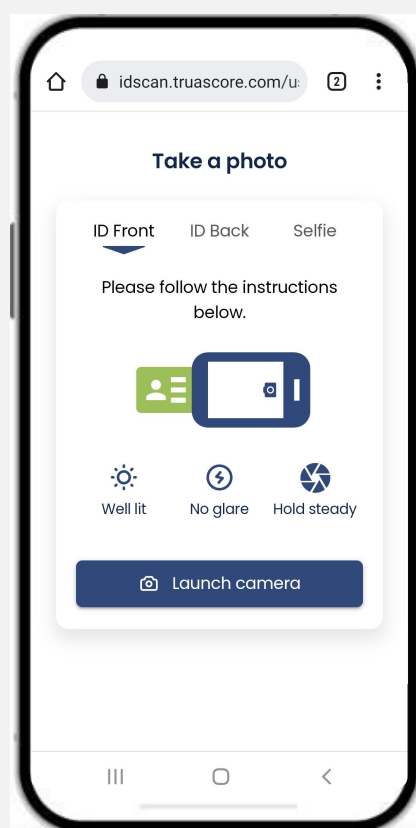 idscan.truascore.com/u
2
Take a photo
ID Front ID Back Selfie
Please follow the instructions
below.
Well lit No glare Hold steady
Launch camera